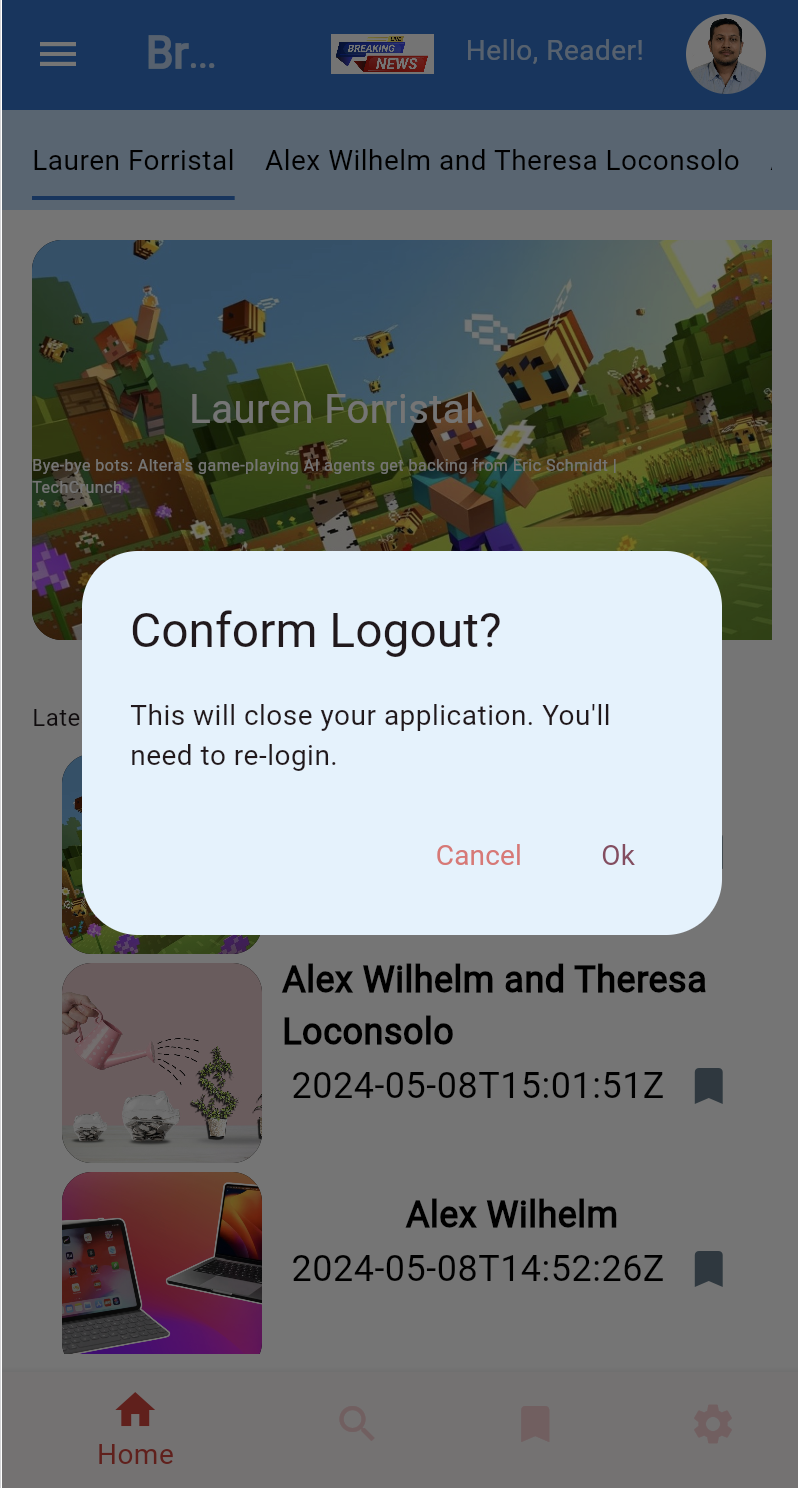 Br...
LIVE
BREAKING
NEWS
Hello, Reader!
Lauren Forristal
Alex Wilhelm and Theresa Loconsolo
Lauren Forristal
Bye-bye bots: Altera's game-playing AI agents get backing from Eric Schmidt |
TechCrunch
Conform Logout?
This will close your application. You'll
need to re-login.
Cancel
Ok
Late
Alex Wilhelm and Theresa
Loconsolo
2024-05-08T15:01:51Z
Alex Wilhelm
2024-05-08T14:52:26Z
Home